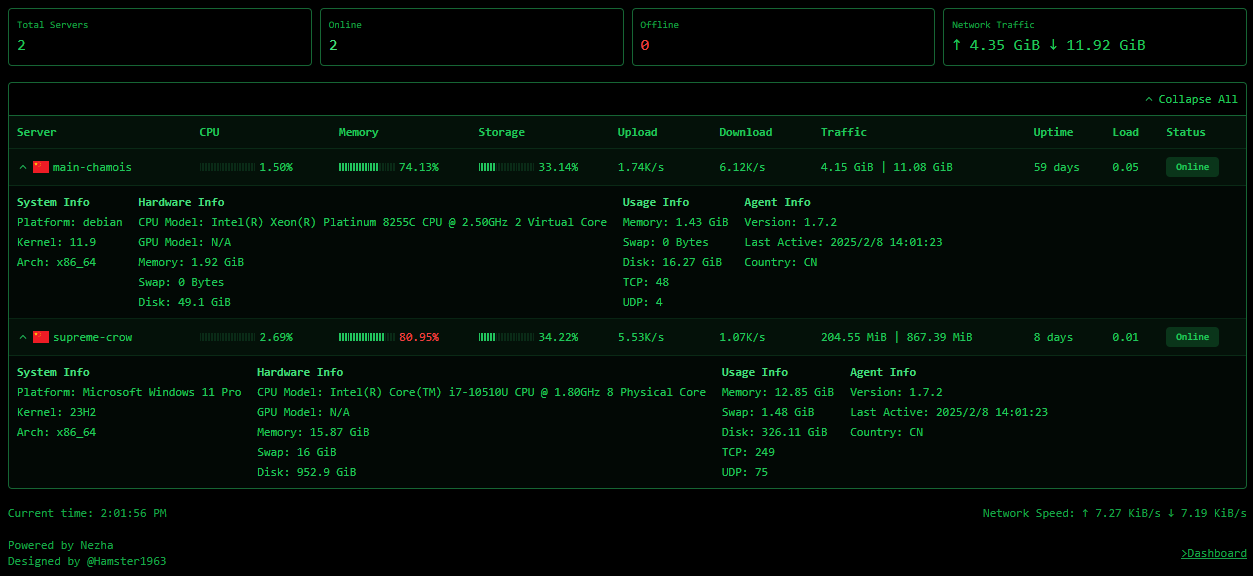 Total Servers
2
Online
2
Offline
0
Network Traffic
↑ 4.35 GiB ↓ 11.92 GiB
^ Collapse All
Server CPU Memory Storage Upload Download Traffic Uptime Load Status
^ main-chamois 1.50% 74.13% 33.14% 1.74K/s 6.12K/s 4.15 GiB | 11.08 GiB 59 days 0.05 Online
System Info
Platform: debian
Kernel: 11.9
Arch: x86_64
Hardware Info
CPU Model: Intel(R) Xeon(R) Platinum 8255C CPU @ 2.50GHz 2 Virtual Core
GPU Model: N/A
Memory: 1.92 GiB
Swap: 0 Bytes
Disk: 49.1 GiB
Usage Info
Memory: 1.43 GiB
Swap: 0 Bytes
Disk: 16.27 GiB
TCP: 48
UDP: 4
Agent Info
Version: 1.7.2
Last Active: 2025/2/8 14:01:23
Country: CN
^ supreme-crow 2.69% 80.95% 34.22% 5.53K/s 1.07K/s 204.55 MiB | 867.39 MiB 8 days 0.01 Online
System Info
Platform: Microsoft Windows 11 Pro
Kernel: 23H2
Arch: x86_64
Hardware Info
CPU Model: Intel(R) Core(TM) i7-10510U CPU @ 1.80GHz 8 Physical Core
GPU Model: N/A
Memory: 15.87 GiB
Swap: 16 GiB
Disk: 952.9 GiB
Usage Info
Memory: 12.85 GiB
Swap: 1.48 GiB
Disk: 326.11 GiB
TCP: 249
UDP: 75
Agent Info
Version: 1.7.2
Last Active: 2025/2/8 14:01:23
Country: CN
Current time: 2:01:56 PM
Network Speed: ↑ 7.27 KiB/s ↓ 7.19 KiB/s
Powered by Nezha
Designed by @Hamster1963
>Dashboard